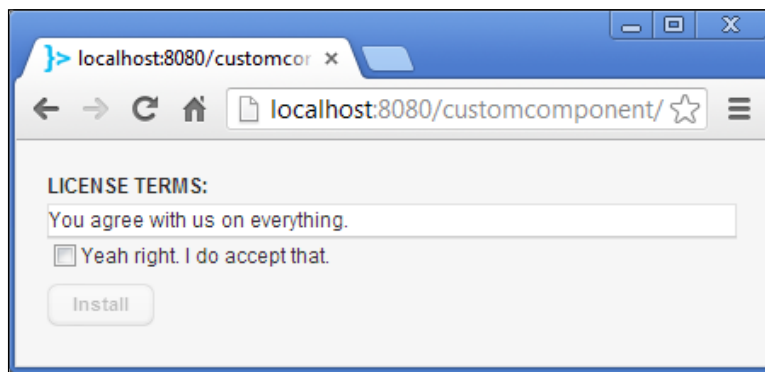 localhost:8080/customcor
localhost:8080/customcomponent/
LICENSE TERMS:
You agree with us on everything.
Yeah right. I do accept that.
Install